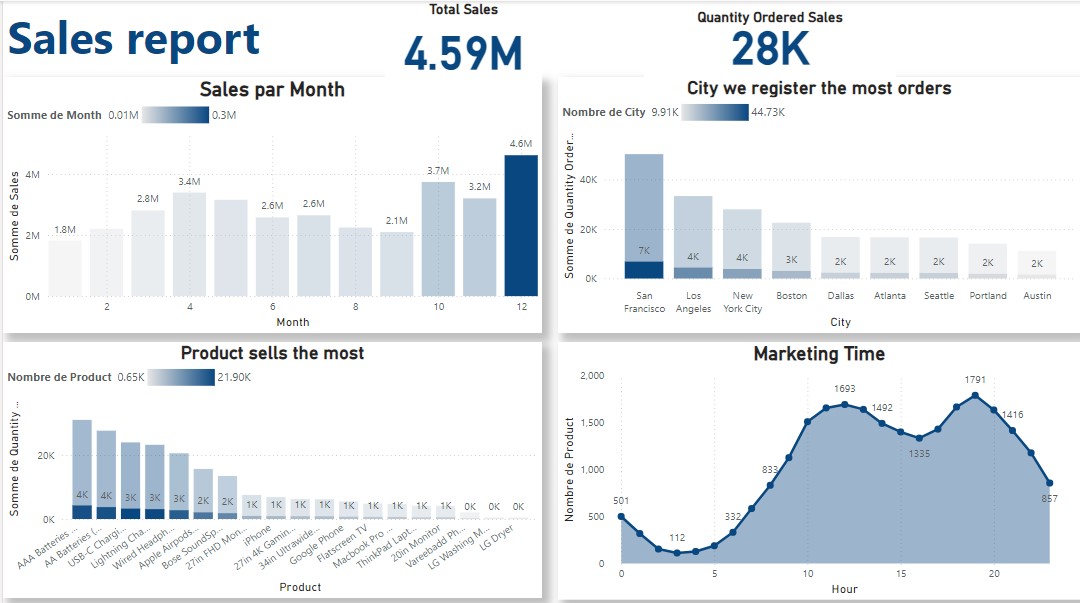 Sales report
Total Sales
4.59M
Quantity Ordered Sales
28K
Sales par Month
Somme de Month 0.01M 0.3M
Somme de Sales
4M
2M
0M
1.8M
2.8M
3.4M
2.6M
2.6M
2.1M
3.7M
3.2M
4.6M
2 4 6 8 10 12
Month
City we register the most orders
Nombre de City 9.91K 44.73K
Somme de Quantity Order...
40K
20K
0K
7K 4K 4K 3K 2K 2K 2K 2K 2K
San Francisco
Los Angeles
New York City
Boston
Dallas
Atlanta
Seattle
Portland
Austin
City
Product sells the most
Nombre de Product 0.65K 21.90K
Somme de Quantity ...
20K
0K
4K 4K 3K 3K 3K 2K 2K 1K 1K 1K 1K 1K 1K 1K 1K 1K 0K 0K 0K
AAA Batteries ...
AA Batteries (...
USB-C Chargi...
Lightning Cha...
Wired Headph...
Apple Airpods...
Bose SoundSp...
27in FHD Mon...
iPhone
27in 4K Gamin...
34in Ultrawide...
Google Phone
Flatscreen TV
Macbook Pro ...
ThinkPad Lapt...
20in Monitor
Vareebadd Ph...
LG Washing M...
LG Dryer
Product
Marketing Time
Nombre de Product
2,000
1,500
1,000
500
0
501
112
332
833
1693
1492
1335
1791
1416
857
0 5 10 15 20
Hour